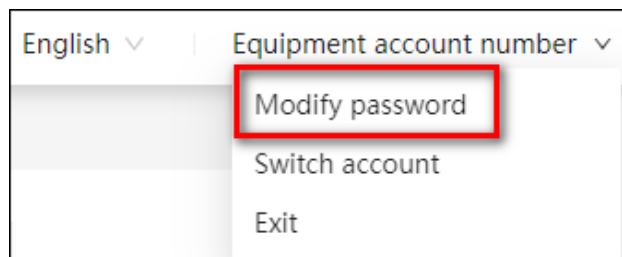 English
Equipment account number
Modify password
Switch account
Exit